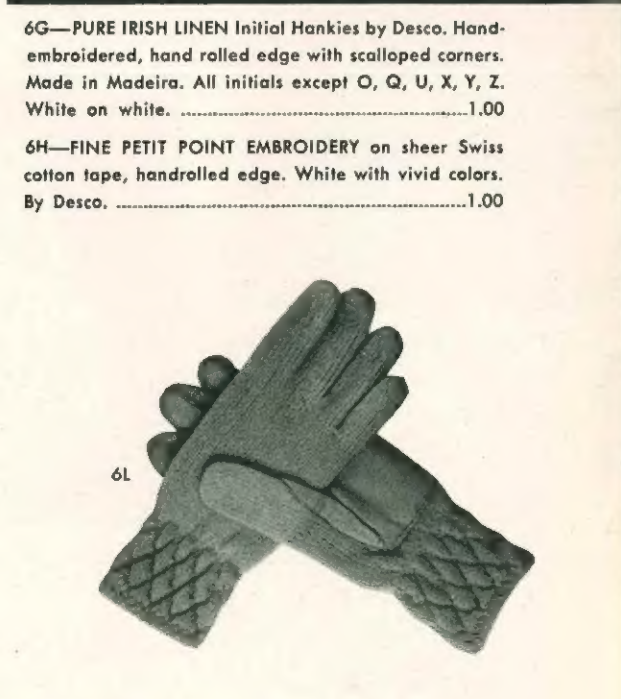 6G—PURE IRISH LINEN Initial Hankies by Desco. Hand-
embroidered, hand rolled edge with scalloped corners.
Made in Madeira. All initials except O, Q, U, X, Y, Z.
White on white. ................................................1.00
6H—FINE PETIT POINT EMBROIDERY on sheer Swiss
cotton tape, handrolled edge. White with vivid colors.
By Desco. ..........................................................1.00
6L